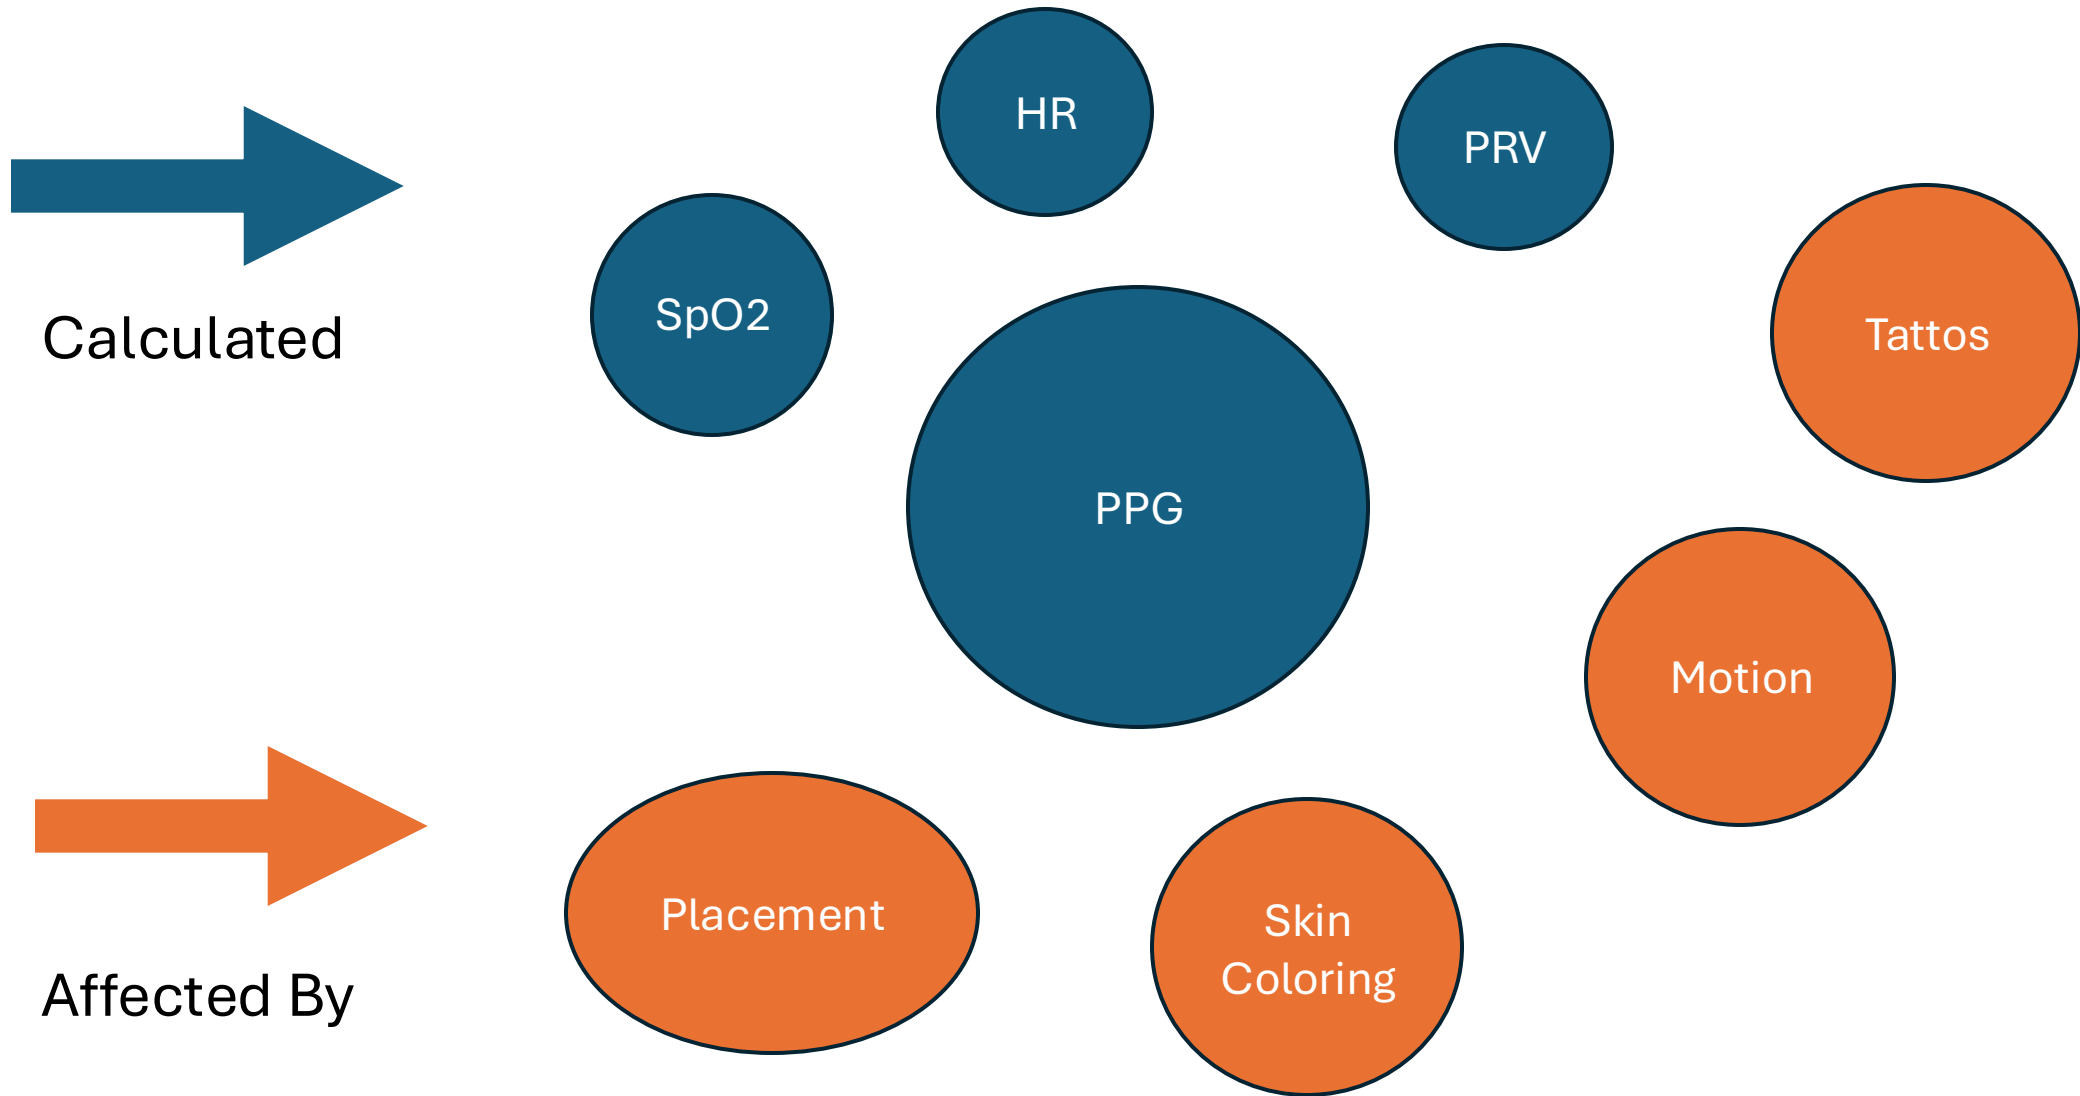 HR
PRV
SpO2
Tattos
Calculated
PPG
Motion
Placement
Skin
Coloring
Affected By